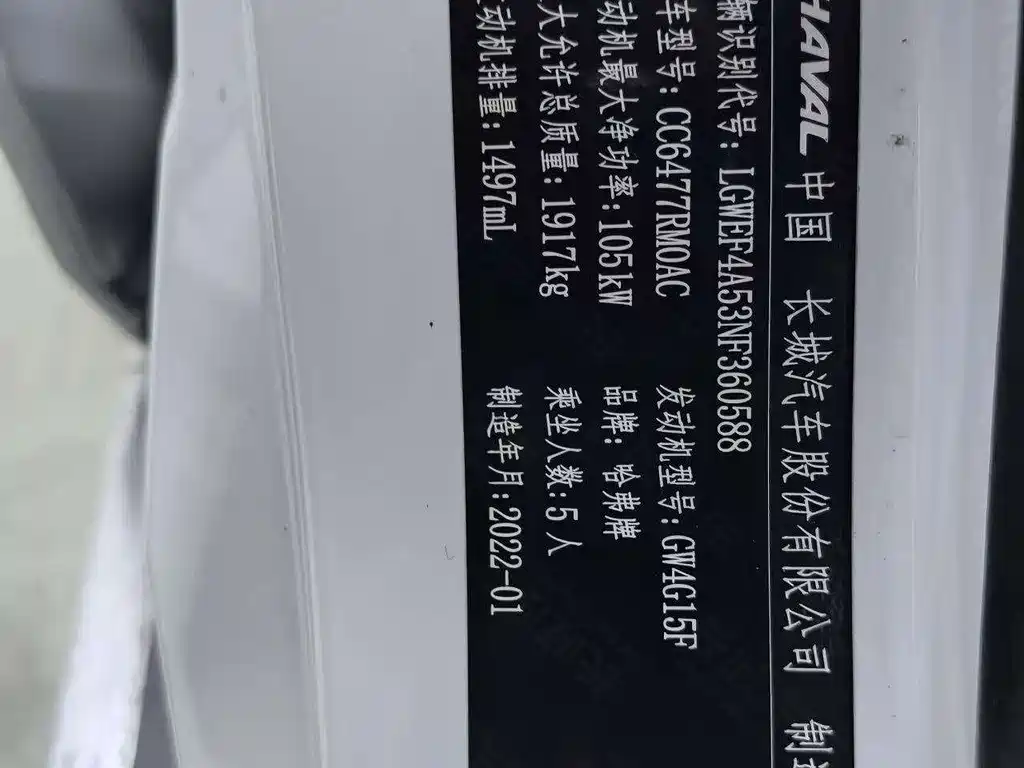 HAVAL 中国 长城汽车股份有限公司 制造
辆识别代号: LGWEF4A53NF360588
车型号: CC6477RM0AC 发动机型号: GW4G15F
动机最大净功率: 105kW 品牌: 哈弗牌
大允许总质量: 1917kg 乘坐人数: 5人
动机排量: 1497mL 制造年月: 2022-01